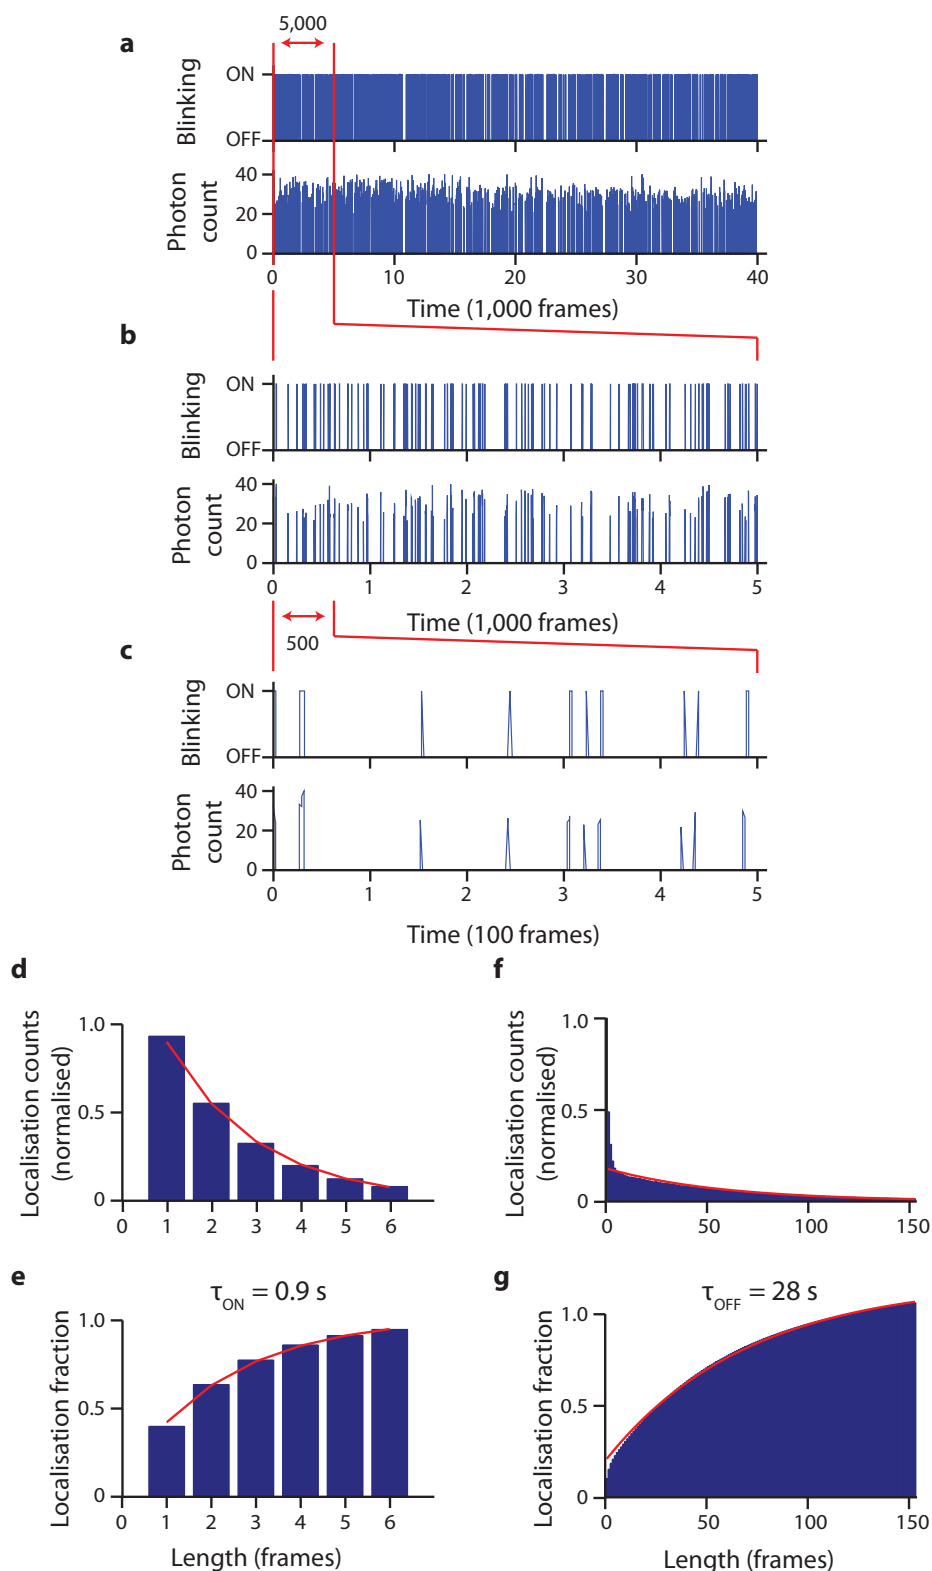 5,000
a
ON
Blinking
OFF
40
Photon count
20
0
0 10 20 30 40
Time (1,000 frames)
b
ON
Blinking
OFF
40
Photon count
20
0
0 1 2 3 4 5
Time (1,000 frames)
500
c
ON
Blinking
OFF
40
Photon count
20
0
0 1 2 3 4 5
Time (100 frames)
d
Localisation counts (normalised)
1.0
0.5
0
0 1 2 3 4 5 6
f
Localisation counts (normalised)
1.0
0.5
0
0 50 100 150
e
τON = 0.9 s
Localisation fraction
1.0
0.5
0
0 1 2 3 4 5 6
Length (frames)
g
τOFF = 28 s
Localisation fraction
1.0
0.5
0
0 50 100 150
Length (frames)